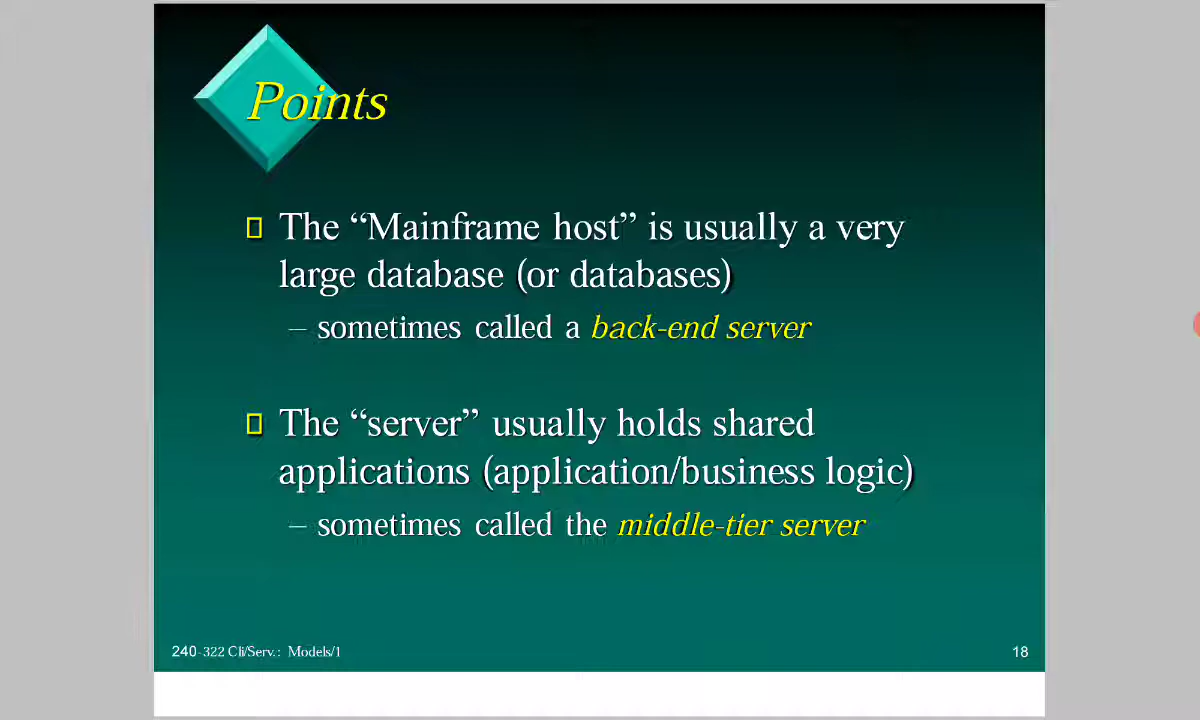 Points
The “Mainframe host” is usually a very
large database (or databases)
– sometimes called a back-end server
The “server” usually holds shared
applications (application/business logic)
– sometimes called the middle-tier server
240-322 Cli/Serv.: Models/1
18